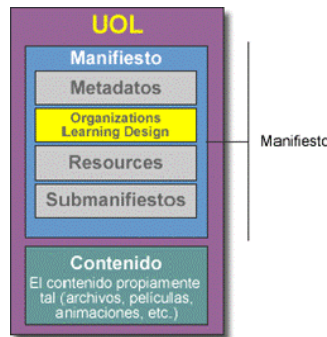 UOL
Manifiesto
Metadatos
Organizations
Learning Design
Resources
Submanifiestos
Manifiesto
Contenido
El contenido propiamente
tal (archivos, películas,
animaciones, etc.)